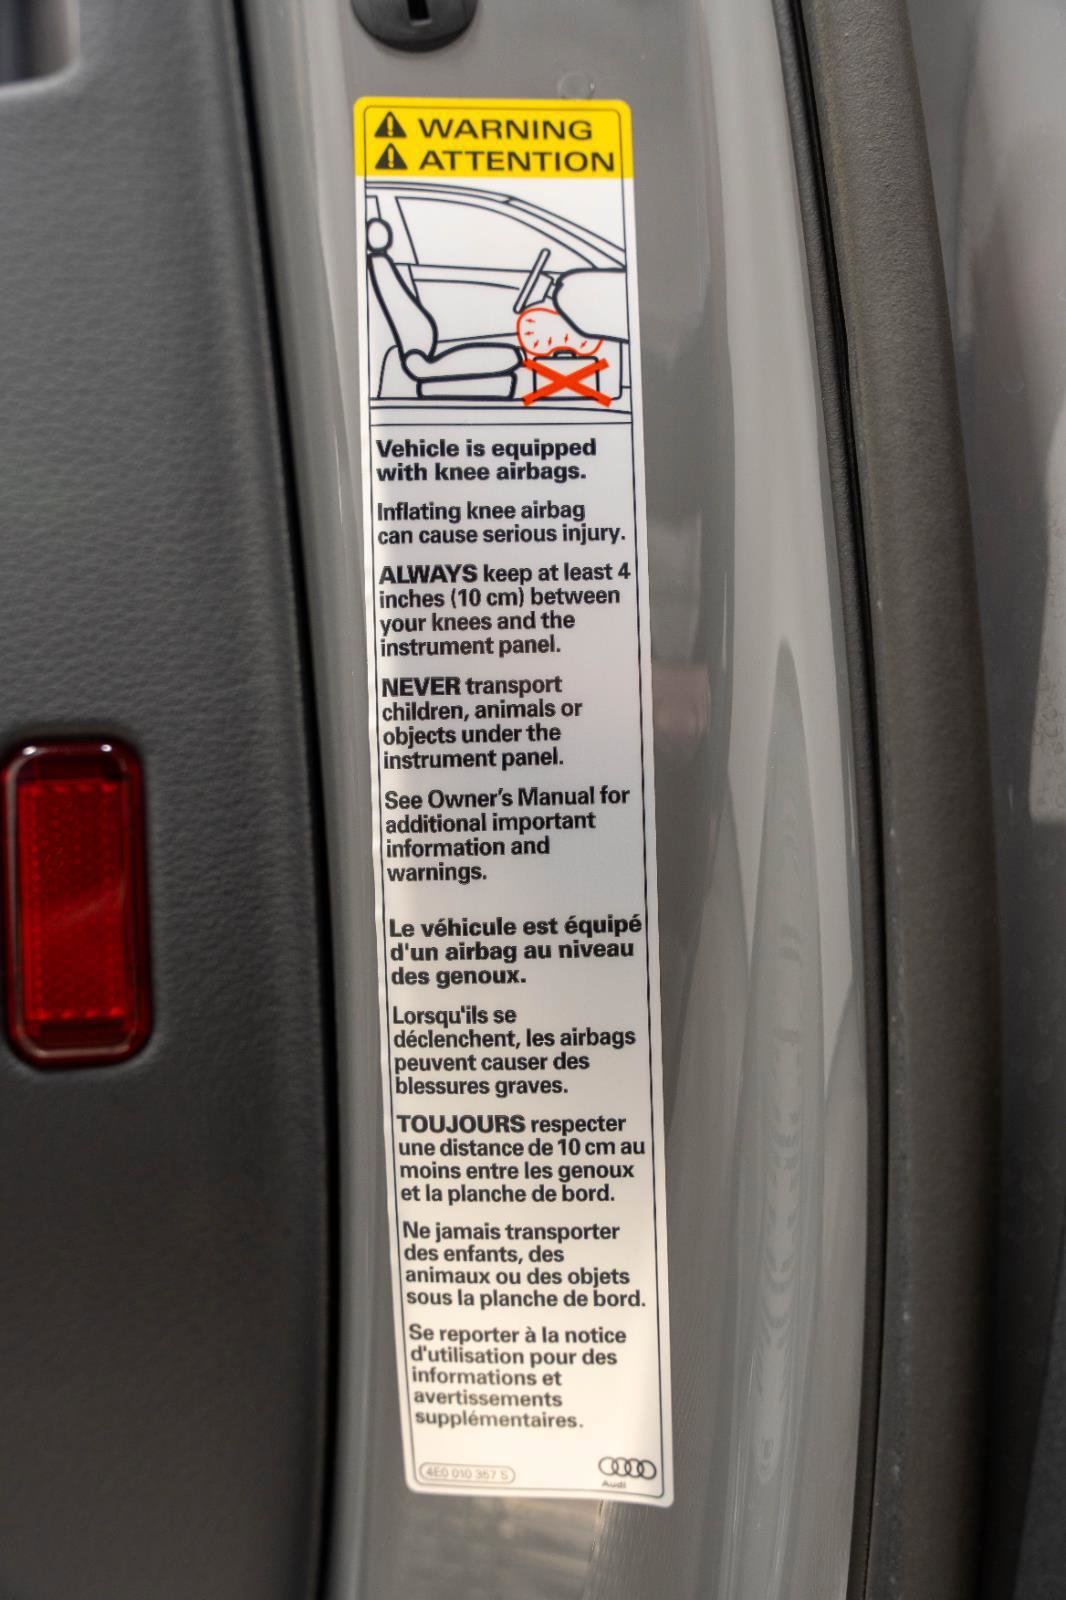 WARNING
ATTENTION
Vehicle is equipped
with knee airbags.
Inflating knee airbag
can cause serious injury.
ALWAYS keep at least 4
inches (10 cm) between
your knees and the
instrument panel.
NEVER transport
children, animals or
objects under the
instrument panel.
See Owner's Manual for
additional important
information and
warnings.
Le véhicule est équipé
d'un airbag au niveau
des genoux.
Lorsqu'ils se
déclenchent, les airbags
peuvent causer des
blessures graves.
TOUJOURS respecter
une distance de 10 cm au
moins entre les genoux
et la planche de bord.
Ne jamais transporter
des enfants, des
animaux ou des objets
sous la planche de bord.
Se reporter à la notice
d'utilisation pour des
informations et
avertissements
supplémentaires.
4E0 010 367 S
Audi